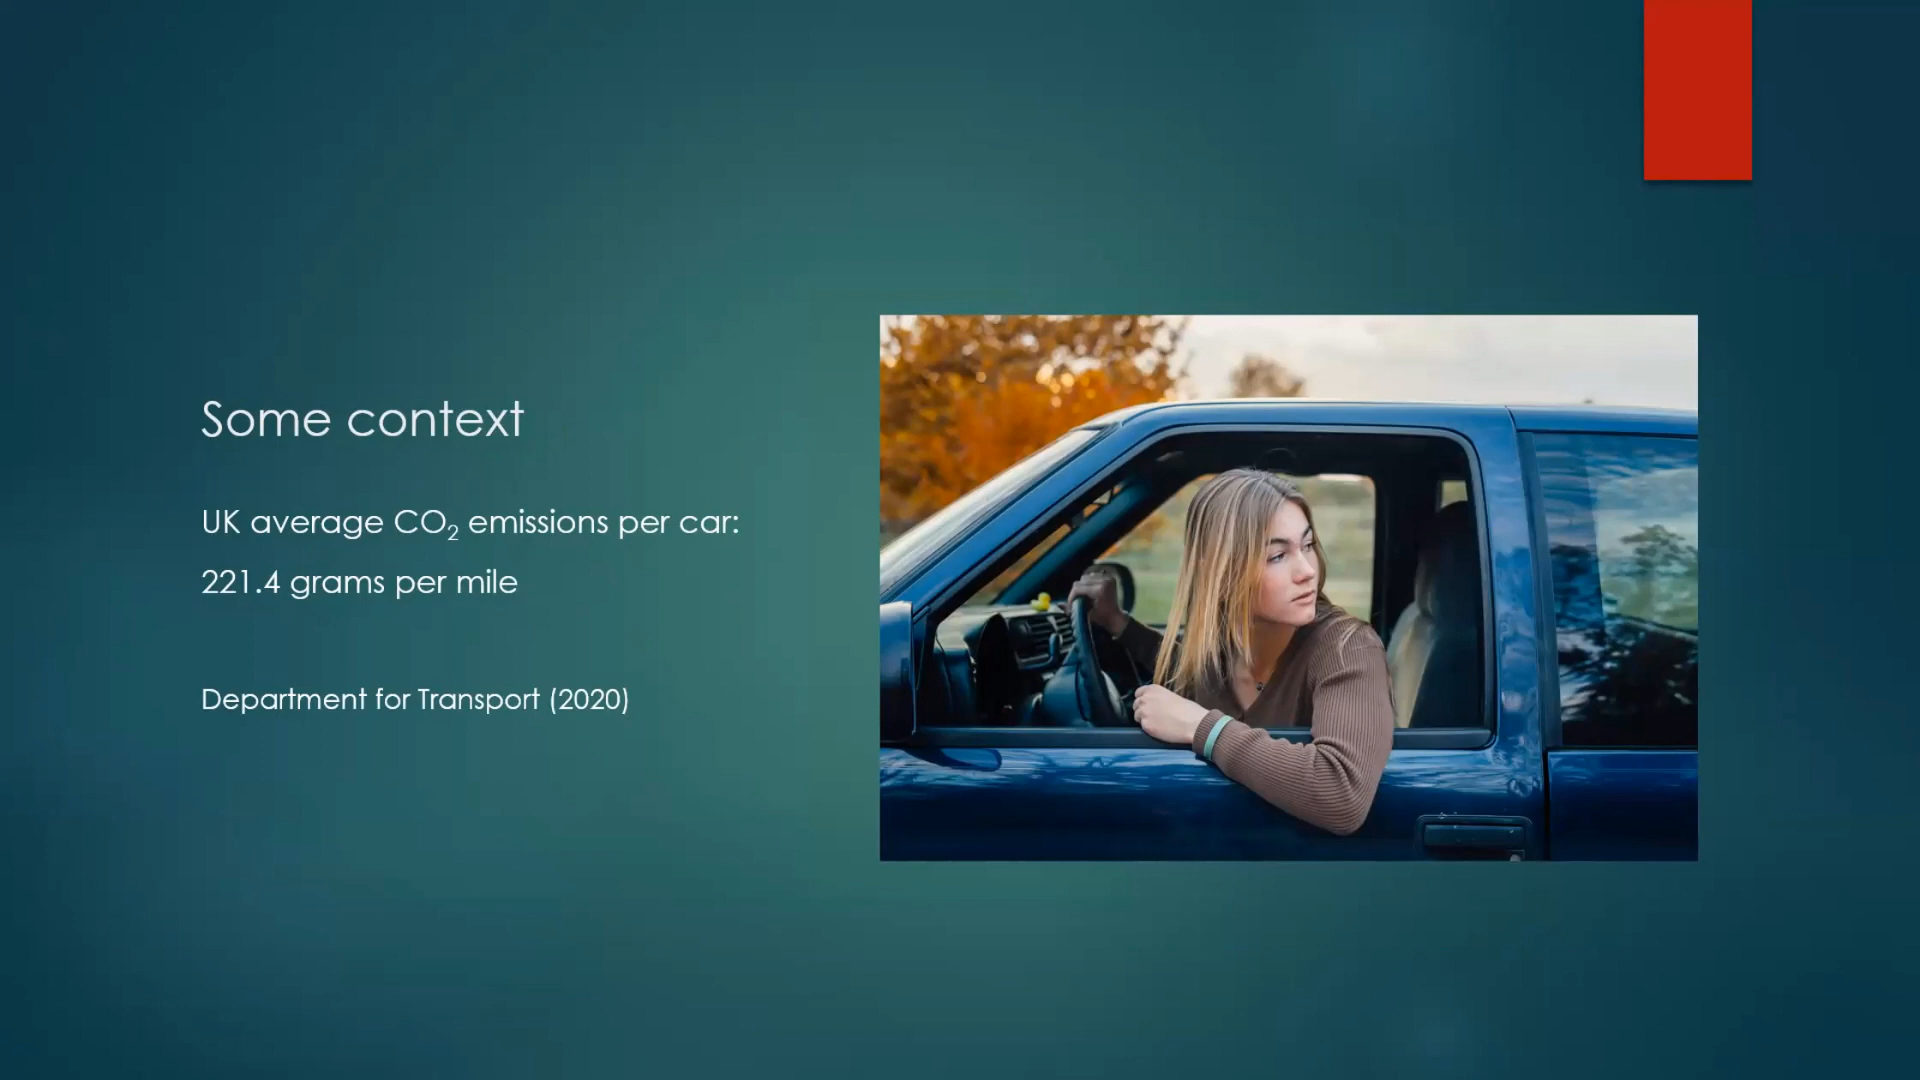 Some context
UK average CO₂ emissions per car:
221.4 grams per mile
Department for Transport (2020)